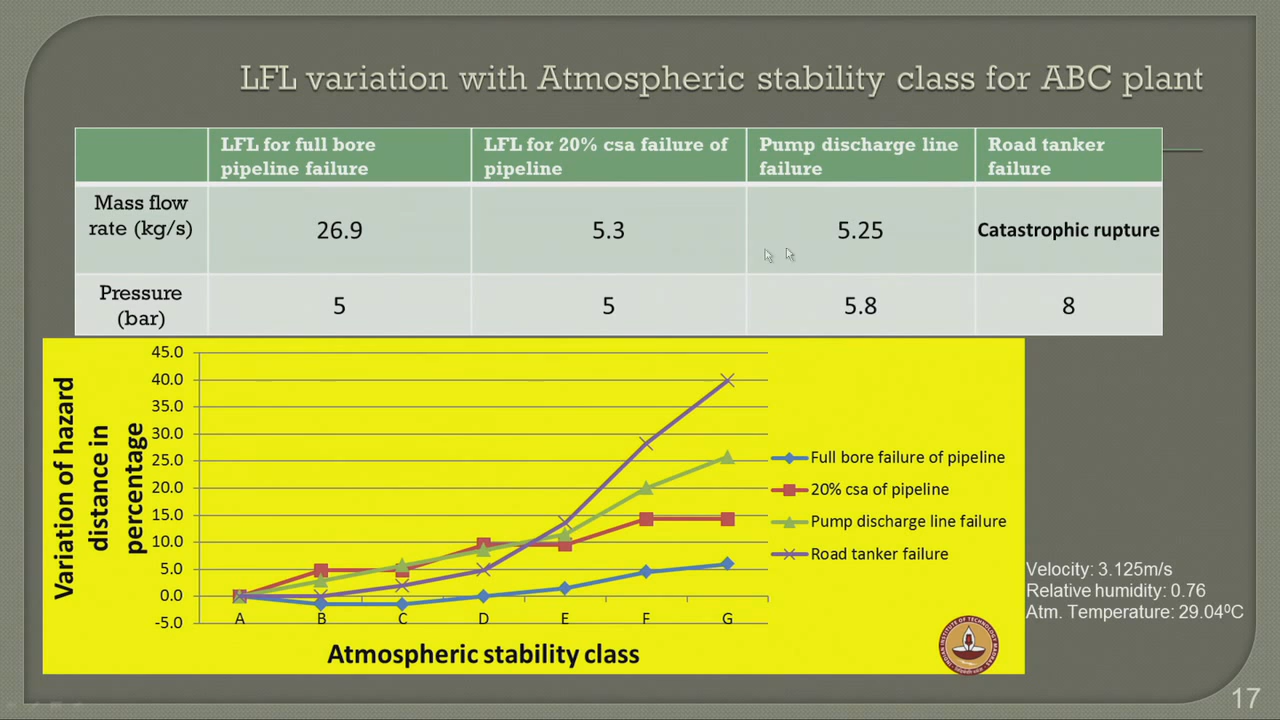 LFL variation with Atmospheric stability class for ABC plant
LFL for full bore pipeline failure
LFL for 20% csa failure of pipeline
Pump discharge line failure
Road tanker failure
Mass flow rate (kg/s)
26.9
5.3
5.25
Catastrophic rupture
Pressure (bar)
5
5
5.8
8
Variation of hazard
distance in
percentage
45.0
40.0
35.0
30.0
25.0
20.0
15.0
10.0
5.0
0.0
-5.0
A B C D E F G
Atmospheric stability class
Full bore failure of pipeline
20% csa of pipeline
Pump discharge line failure
Road tanker failure
Velocity: 3.125m/s
Relative humidity: 0.76
Atm. Temperature: 29.04⁰C
17